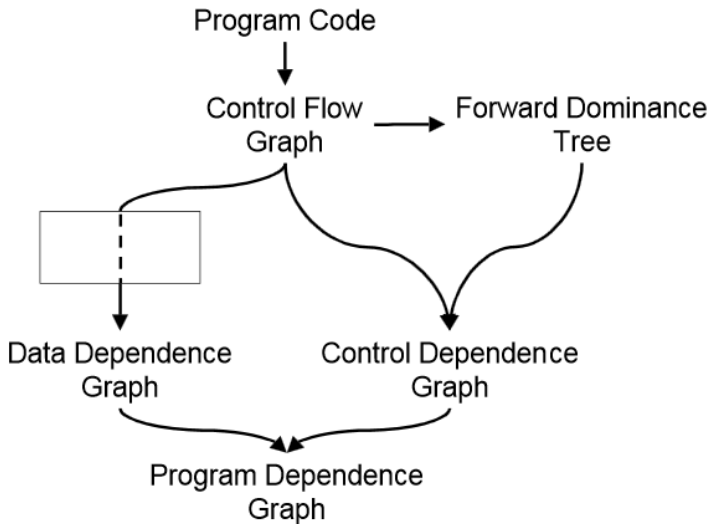 Program Code
Control Flow
Graph
Forward Dominance
Tree
Data Dependence
Graph
Control Dependence
Graph
Program Dependence
Graph